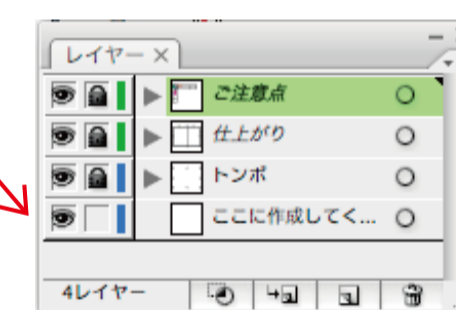 レイヤー ×
ご注意点
仕上がり
トンボ
ここに作成してく...
4レイヤー